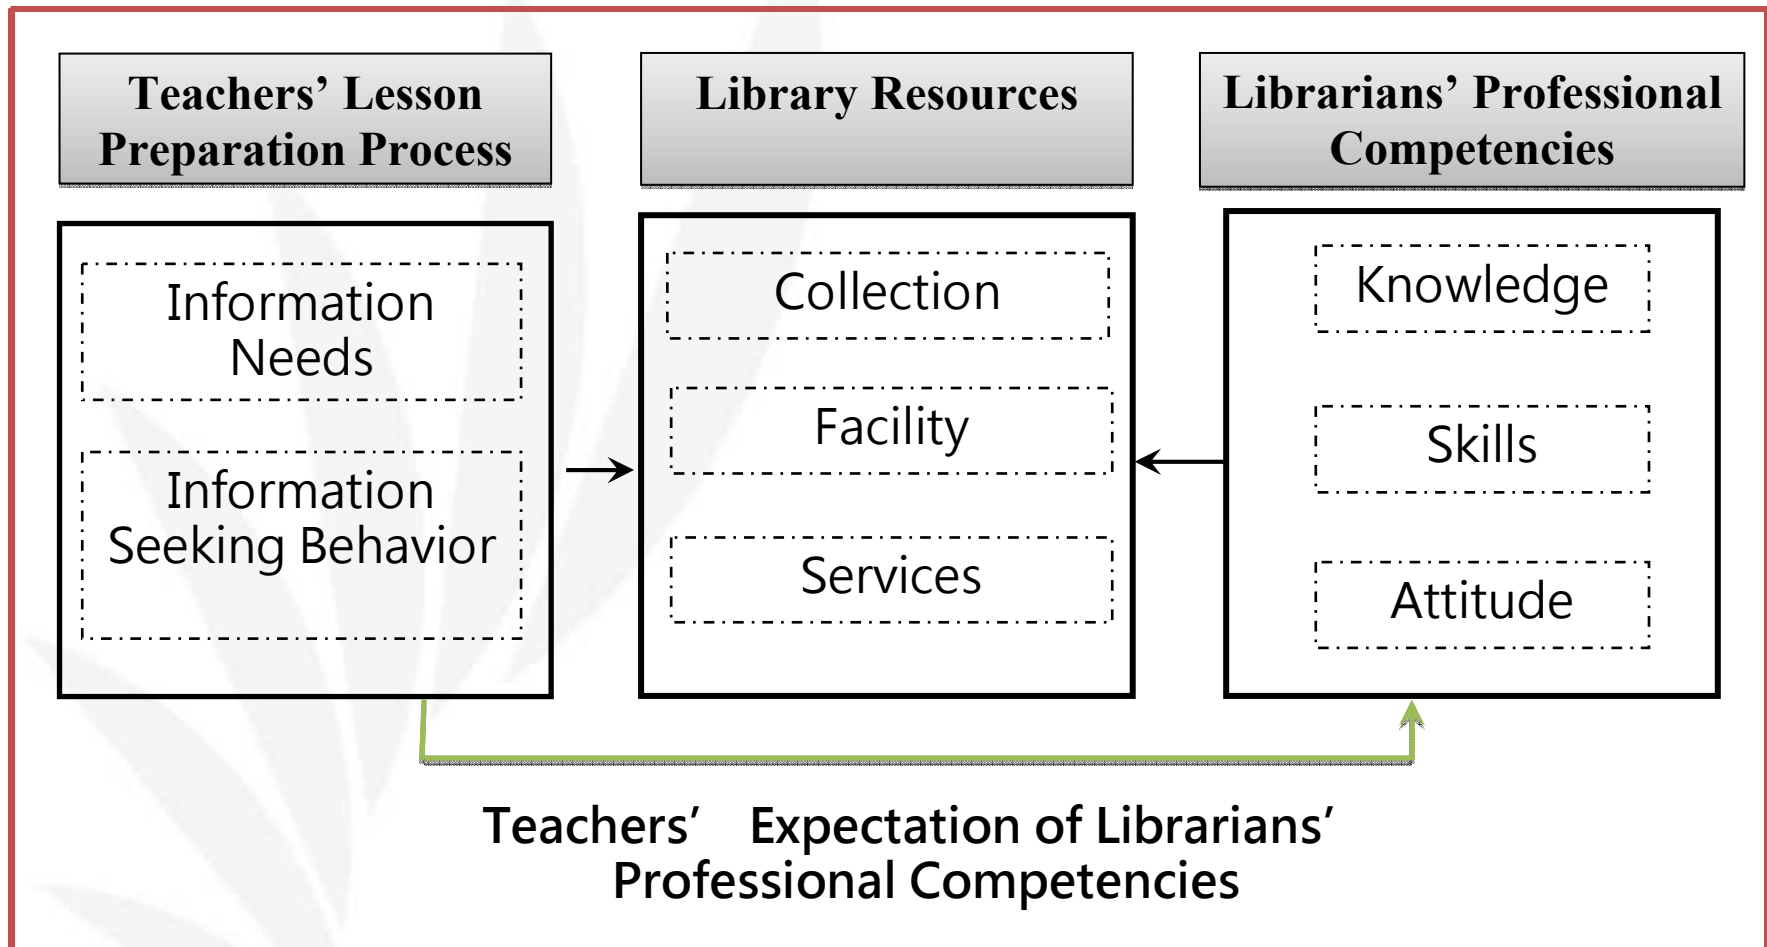 Teachers’ Lesson
Preparation Process
Library Resources
Librarians’ Professional
Competencies
Information
Needs
Information
Seeking Behavior
Collection
Facility
Services
Knowledge
Skills
Attitude
Teachers’ Expectation of Librarians’
Professional Competencies